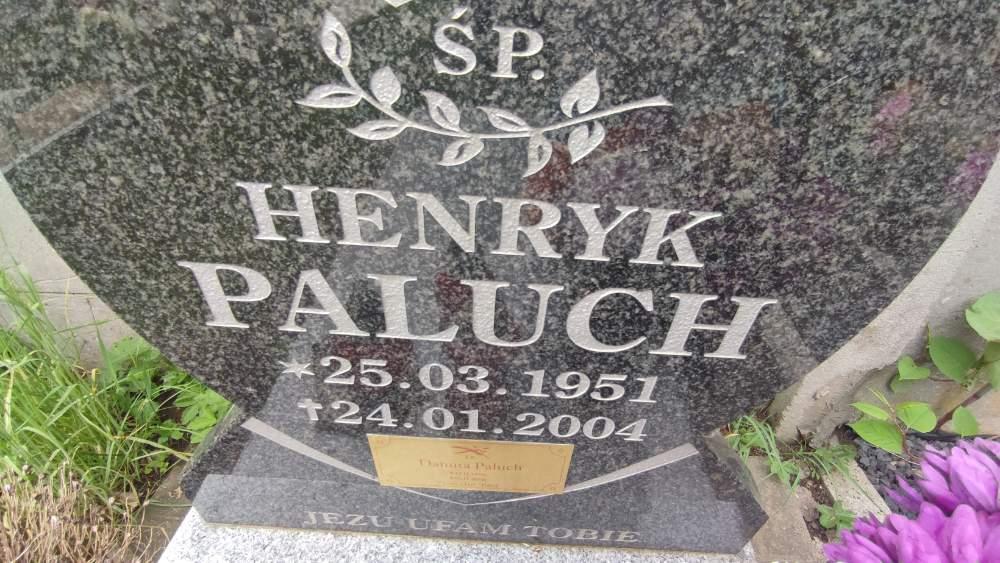 ŚP.
HENRYK
PALUCH
* 25.03.1951
✝ 24.01.2004
Danuta Paluch
JEZU UFAM TOBIE